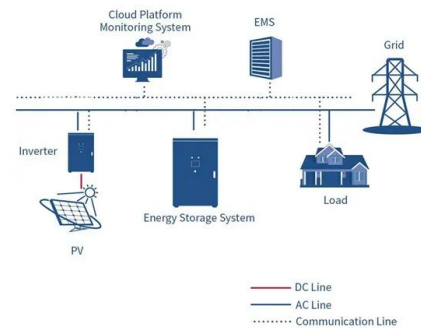 Cloud Platform
Monitoring System
EMS
Grid
Inverter
Energy Storage System
Load
PV
DC Line
AC Line
Communication Line